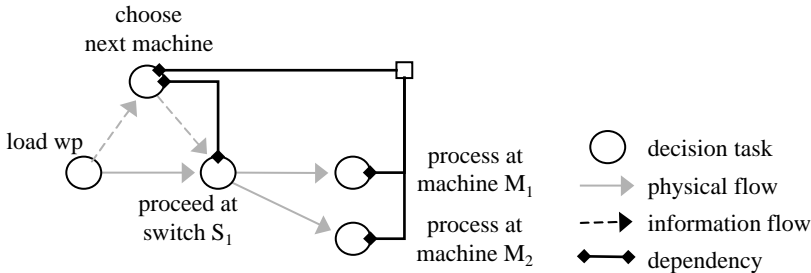 choose
next machine
load wp
proceed at
switch S₁
process at
machine M₁
process at
machine M₂
decision task
physical flow
information flow
dependency